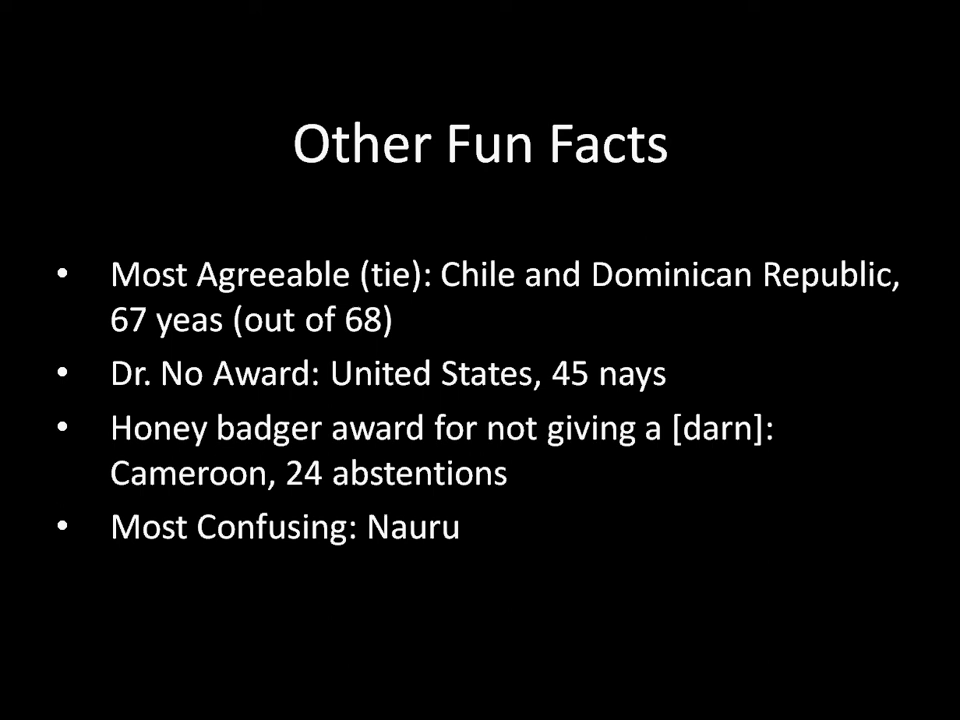 Other Fun Facts
• Most Agreeable (tie): Chile and Dominican Republic,
67 yeas (out of 68)
• Dr. No Award: United States, 45 nays
• Honey badger award for not giving a [darn]:
Cameroon, 24 abstentions
• Most Confusing: Nauru